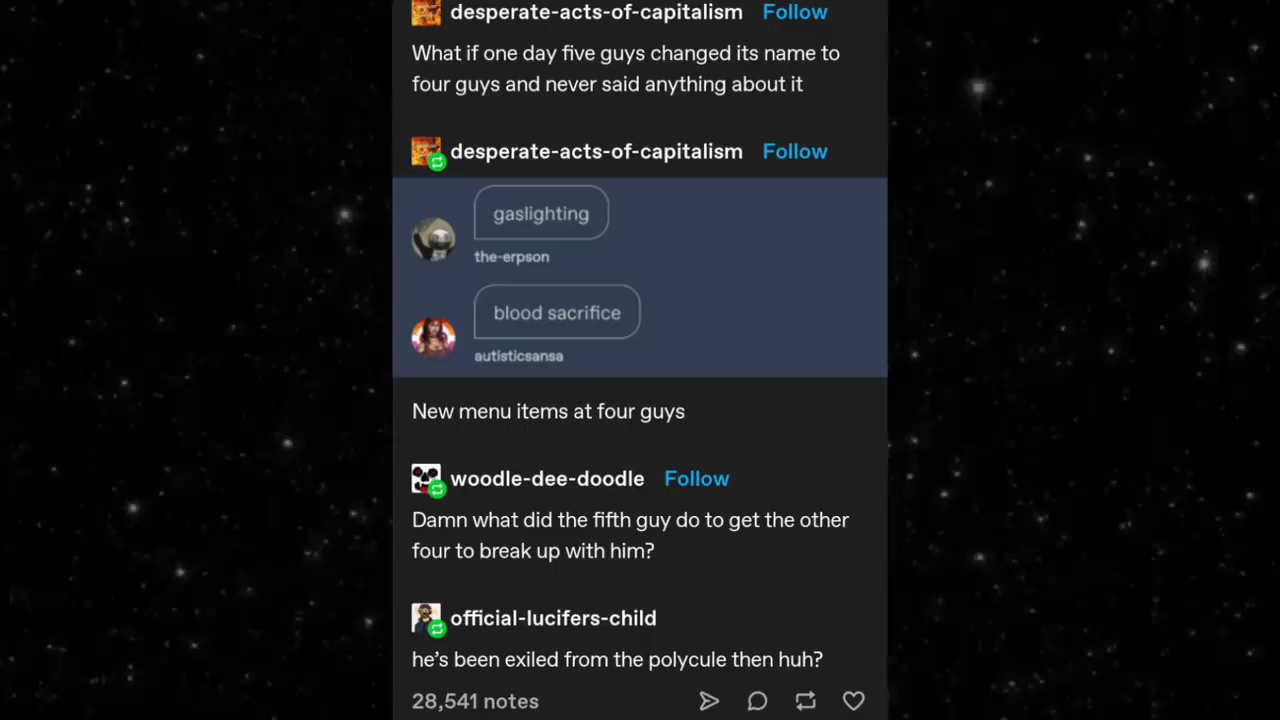 desperate-acts-of-capitalism Follow
What if one day five guys changed its name to
four guys and never said anything about it
desperate-acts-of-capitalism Follow
gaslighting
the-erpson
blood sacrifice
autisticsansa
New menu items at four guys
woodle-dee-doodle Follow
Damn what did the fifth guy do to get the other
four to break up with him?
official-lucifers-child
he’s been exiled from the polycule then huh?
28,541 notes